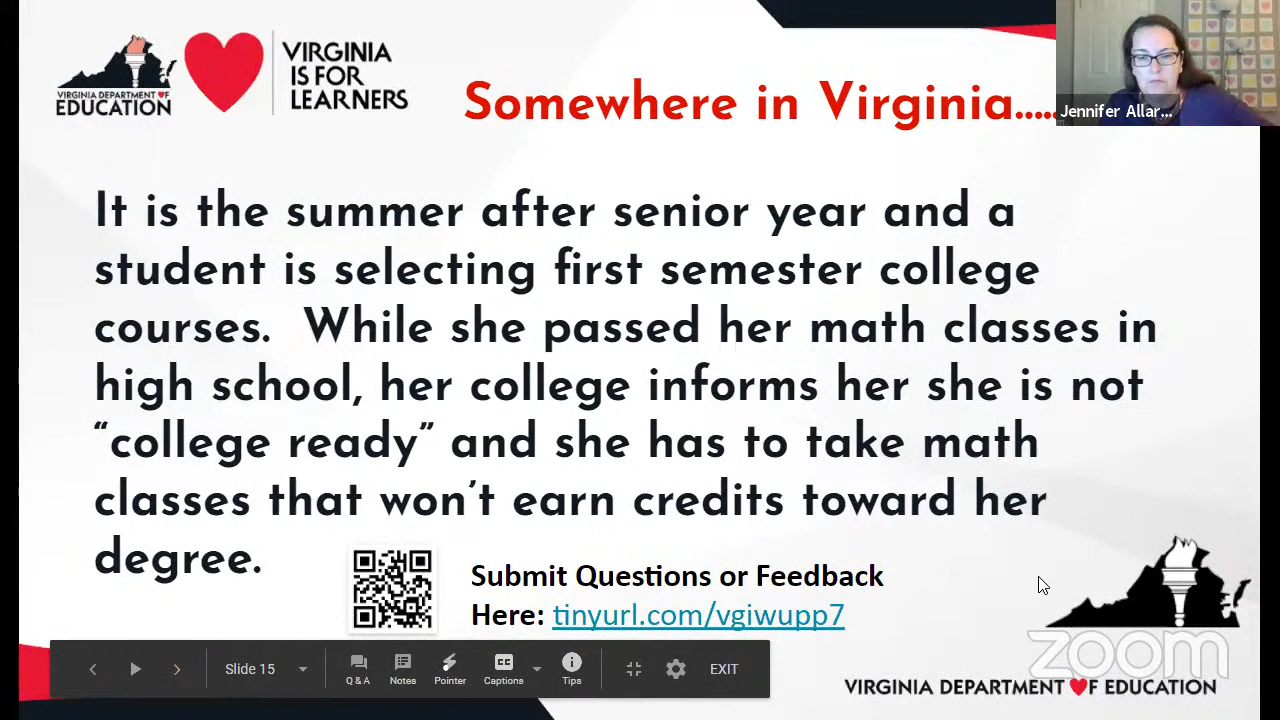 VIRGINIA DEPARTMENT OF
EDUCATION
VIRGINIA
IS FOR
LEARNERS
Somewhere in Virginia.....
Jennifer Allar...
It is the summer after senior year and a
student is selecting first semester college
courses.  While she passed her math classes in
high school, her college informs her she is not
“college ready” and she has to take math
classes that won’t earn credits toward her
degree.
Submit Questions or Feedback
Here: tinyurl.com/vgiwupp7
Slide 15
Q & A
Notes
Pointer
CC
Captions
Tips
EXIT
zoom
VIRGINIA DEPARTMENT OF EDUCATION